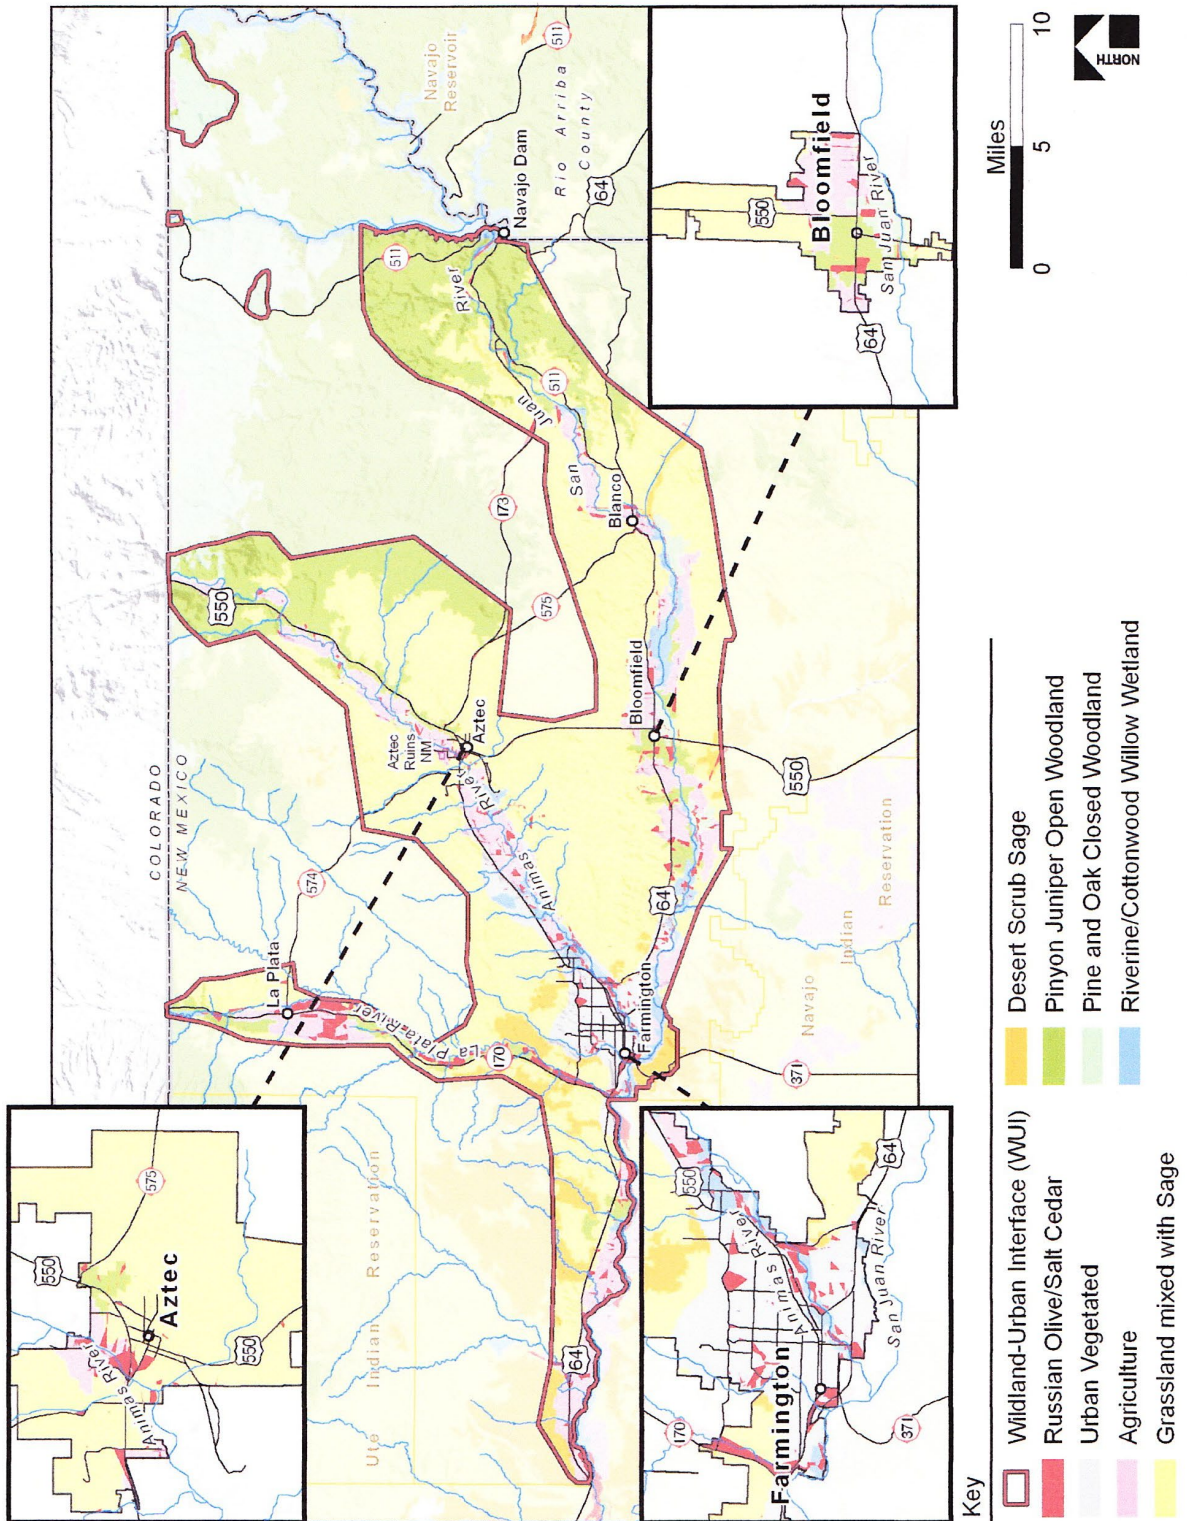 COLORADO
NEW MEXICO
550
574
La Plata
La
Plata River
170
Aztec
Ruins
NM
Aztec
Animas
River
173
575
511
Navajo
Reservoir
Navajo Dam
Rio Arriba
County
511
64
San
Juan
River
511
Blanco
Bloomfield
550
64
Farmington
371
Navajo
Indian
Reservation
Ute
Indian
Reservation
64
550
575
Aztec
Animas River
550
170
550
Farmington
Animas River
San Juan River
64
371
550
Bloomfield
San Juan River
64
Miles
0
5
10
NORTH
Key
Wildland-Urban Interface (WUI)
Russian Olive/Salt Cedar
Urban Vegetated
Agriculture
Grassland mixed with Sage
Desert Scrub Sage
Pinyon Juniper Open Woodland
Pine and Oak Closed Woodland
Riverine/Cottonwood Willow Wetland